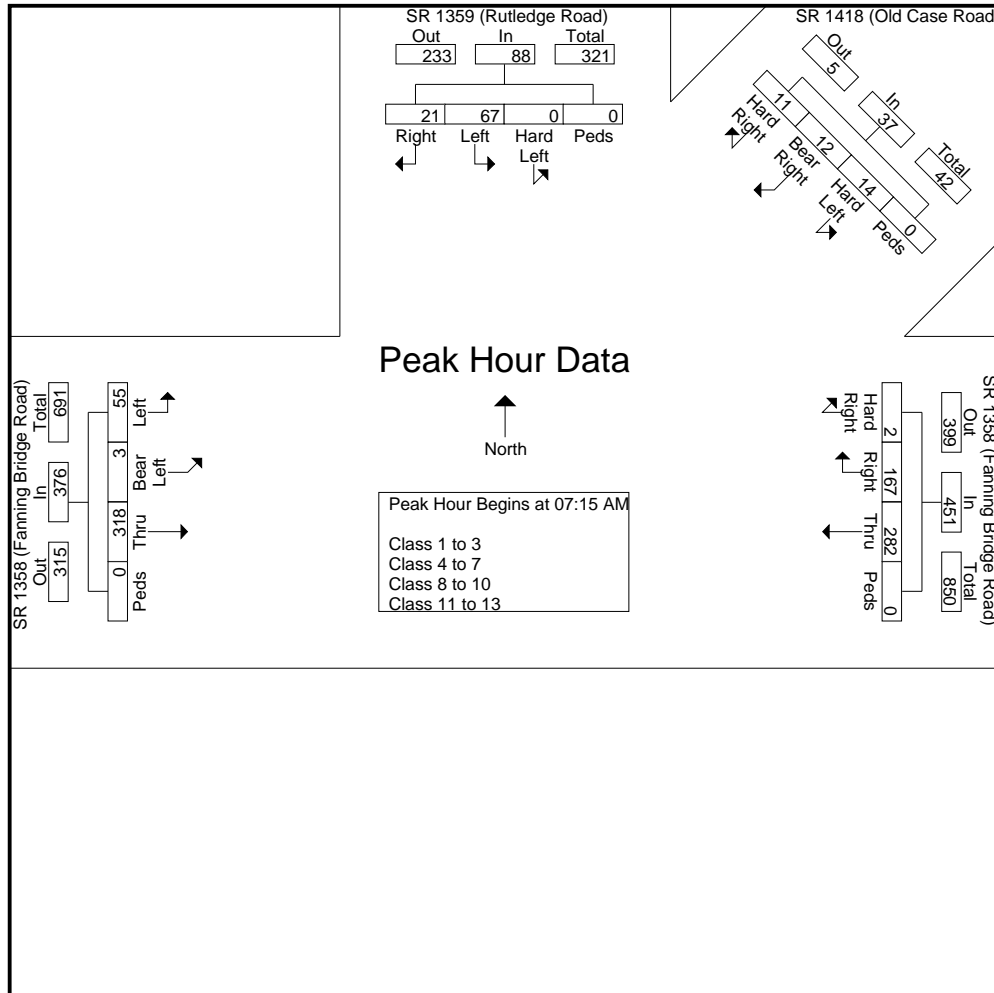 SR 1359 (Rutledge Road)
Out In Total
233 88 321
21 67 0 0
Right Left Hard Left Peds
SR 1418 (Old Case Road
Out
5
In
37
Total
42
11 12 14 0
Hard Right
Bear Right
Hard Left
Peds
Peak Hour Data
North
Peak Hour Begins at 07:15 AM
Class 1 to 3
Class 4 to 7
Class 8 to 10
Class 11 to 13
SR 1358 (Fanning Bridge Road)
Out In Total
315 376 691
55 3 318 0
Left
Bear Left
Thru
Peds
SR 1358 (Fanning Bridge Road)
Out In Total
399 451 850
2 167 282 0
Hard Right
Right
Thru
Peds